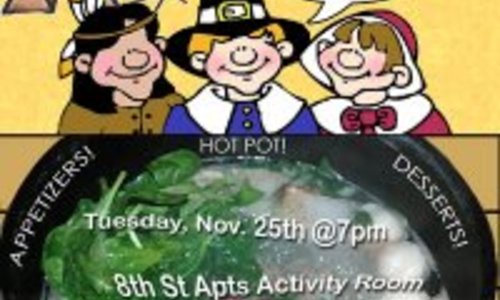 HOT POT!
APPETIZERS!
DESSERTS!
Tuesday, Nov. 25th @7pm
8th St Apts Activity Room